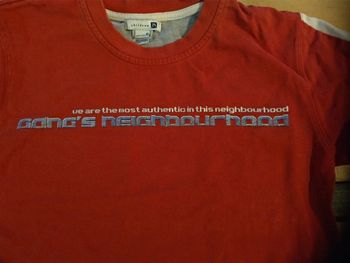 we are the most authentic in this neighbourhood
GANG'S NEIGHBOURHOOD